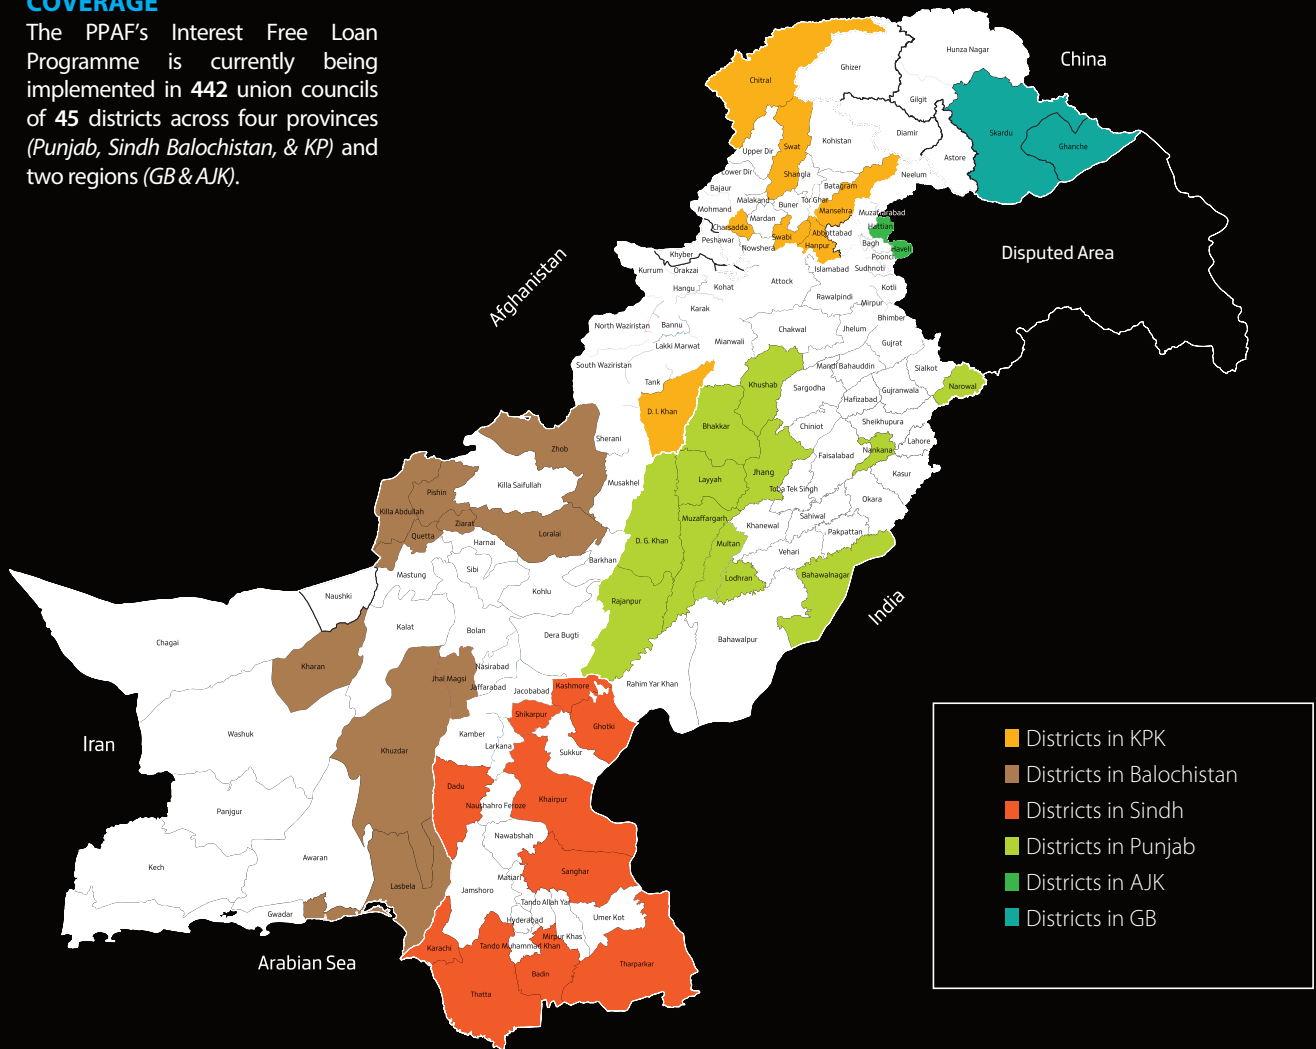 COVERAGE
The PPAF's Interest Free Loan
Programme is currently being
implemented in 442 union councils
of 45 districts across four provinces
(Punjab, Sindh Balochistan, & KP) and
two regions (GB & AJK).
Hunza Nagar
China
Ghizer
Chitral
Gilgit
Skardu
Diamir
Kohistan
Ghanche
Swat
Upper Dir
Astore
Lower Dir
Shangla
Neelum
Bajaur
Batagram
Malakand
Tor Ghar
Buner
Mohmand
Mansehra
Muzaffarabad
Mardan
Charsadda
Hattian
Abbottabad
Swabi
Peshawar
Bagh
Haripur
Nowshera
Haveli
Khyber
Poonch
Disputed Area
Kurrum
Orakzai
Islamabad
Sudhnoti
Afghanistan
Attock
Hangu
Kohat
Kotli
Rawalpindi
Mirpur
Karak
Bhimber
North Waziristan
Bannu
Chakwal
Jhelum
Lakki Marwat
Mianwali
Gujrat
South Waziristan
Mandi Bahauddin
Sialkot
Tank
Khushab
Sargodha
Narowal
Gujranwala
Hafizabad
D. I. Khan
Bhakkar
Chiniot
Sheikhupura
Sherani
Lahore
Zhob
Nankana
Faisalabad
Jhang
Kasur
Layyah
Musakhel
Killa Saifullah
Toba Tek Singh
Pishin
Okara
Killa Abdullah
Muzaffargarh
Sahiwal
Ziarat
Khanewal
Pakpattan
Quetta
Loralai
D. G. Khan
Multan
Harnai
Vehari
Barkhan
Sibi
Mastung
Lodhran
Bahawalnagar
Kohlu
Naushki
Rajanpur
India
Kalat
Bolan
Dera Bugti
Bahawalpur
Chagai
Kharan
Nasirabad
Jhal Magsi
Jaffarabad
Jacobabad
Kashmore
Rahim Yar Khan
Shikarpur
Ghotki
Washuk
Kamber
Iran
Larkana
Khuzdar
Sukkur
Dadu
Khairpur
Naushahro Feroze
Panjgur
Nawabshah
Awaran
Kech
Sanghar
Matiari
Lasbela
Jamshoro
Tando Allah Yar
Gwadar
Hyderabad
Umer Kot
Mirpur Khas
Karachi
Tando Muhammad Khan
Arabian Sea
Tharparkar
Badin
Thatta
Districts in KPK
Districts in Balochistan
Districts in Sindh
Districts in Punjab
Districts in AJK
Districts in GB